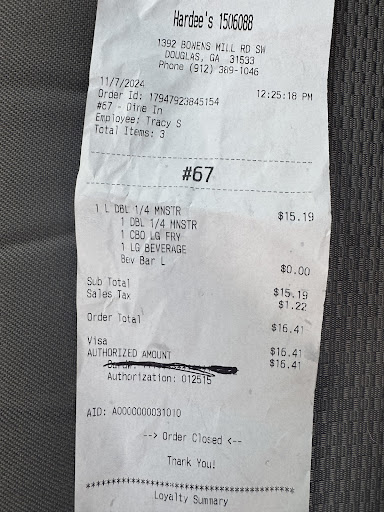 Hardee's 1506088
1392 BOWENS MILL RD SW
DOUGLAS, GA 31533
Phone (912) 389-1046
11/7/2024 12:25:18 PM
Order Id: 17947923845154
#67 - Dine In
Employee: Tracy S
Total Items: 3
#67
1 L DBL 1/4 MNSTR $15.19
1 DBL 1/4 MNSTR
1 CBO LG FRY
1 LG BEVERAGE
Bev Bar L $0.00
Sub Total $15.19
Sales Tax $1.22
Order Total $16.41
Visa $16.41
AUTHORIZED AMOUNT $16.41
Authorization: 012515
AID: A0000000031010
--> Order Closed <--
Thank You!
Loyalty Summary